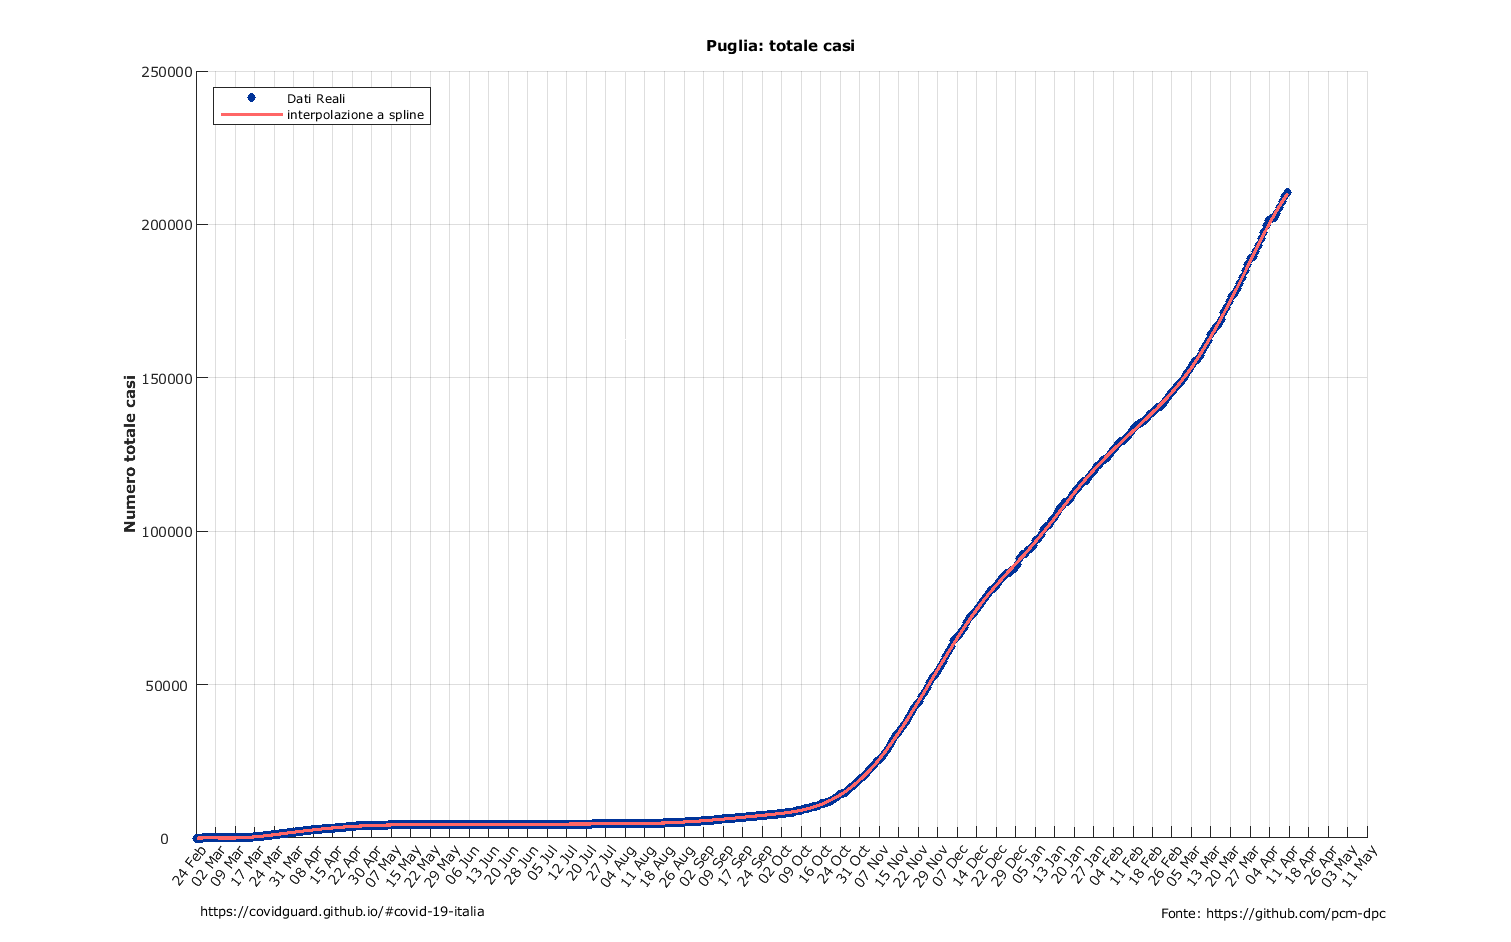 Puglia: totale casi
250000
200000
150000
100000
50000
0
Numero totale casi
Dati Reali
interpolazione a spline
24 Feb
02 Mar
09 Mar
17 Mar
24 Mar
31 Mar
08 Apr
15 Apr
22 Apr
30 Apr
07 May
15 May
22 May
29 May
06 Jun
13 Jun
20 Jun
28 Jun
05 Jul
12 Jul
20 Jul
27 Jul
04 Aug
11 Aug
18 Aug
26 Aug
02 Sep
09 Sep
17 Sep
24 Sep
02 Oct
09 Oct
16 Oct
24 Oct
31 Oct
07 Nov
15 Nov
22 Nov
29 Nov
07 Dec
14 Dec
22 Dec
29 Dec
05 Jan
13 Jan
20 Jan
27 Jan
04 Feb
11 Feb
18 Feb
26 Feb
05 Mar
13 Mar
20 Mar
27 Mar
04 Apr
11 Apr
18 Apr
26 Apr
03 May
11 May
https://covidguard.github.io/#covid-19-italia
Fonte: https://github.com/pcm-dpc